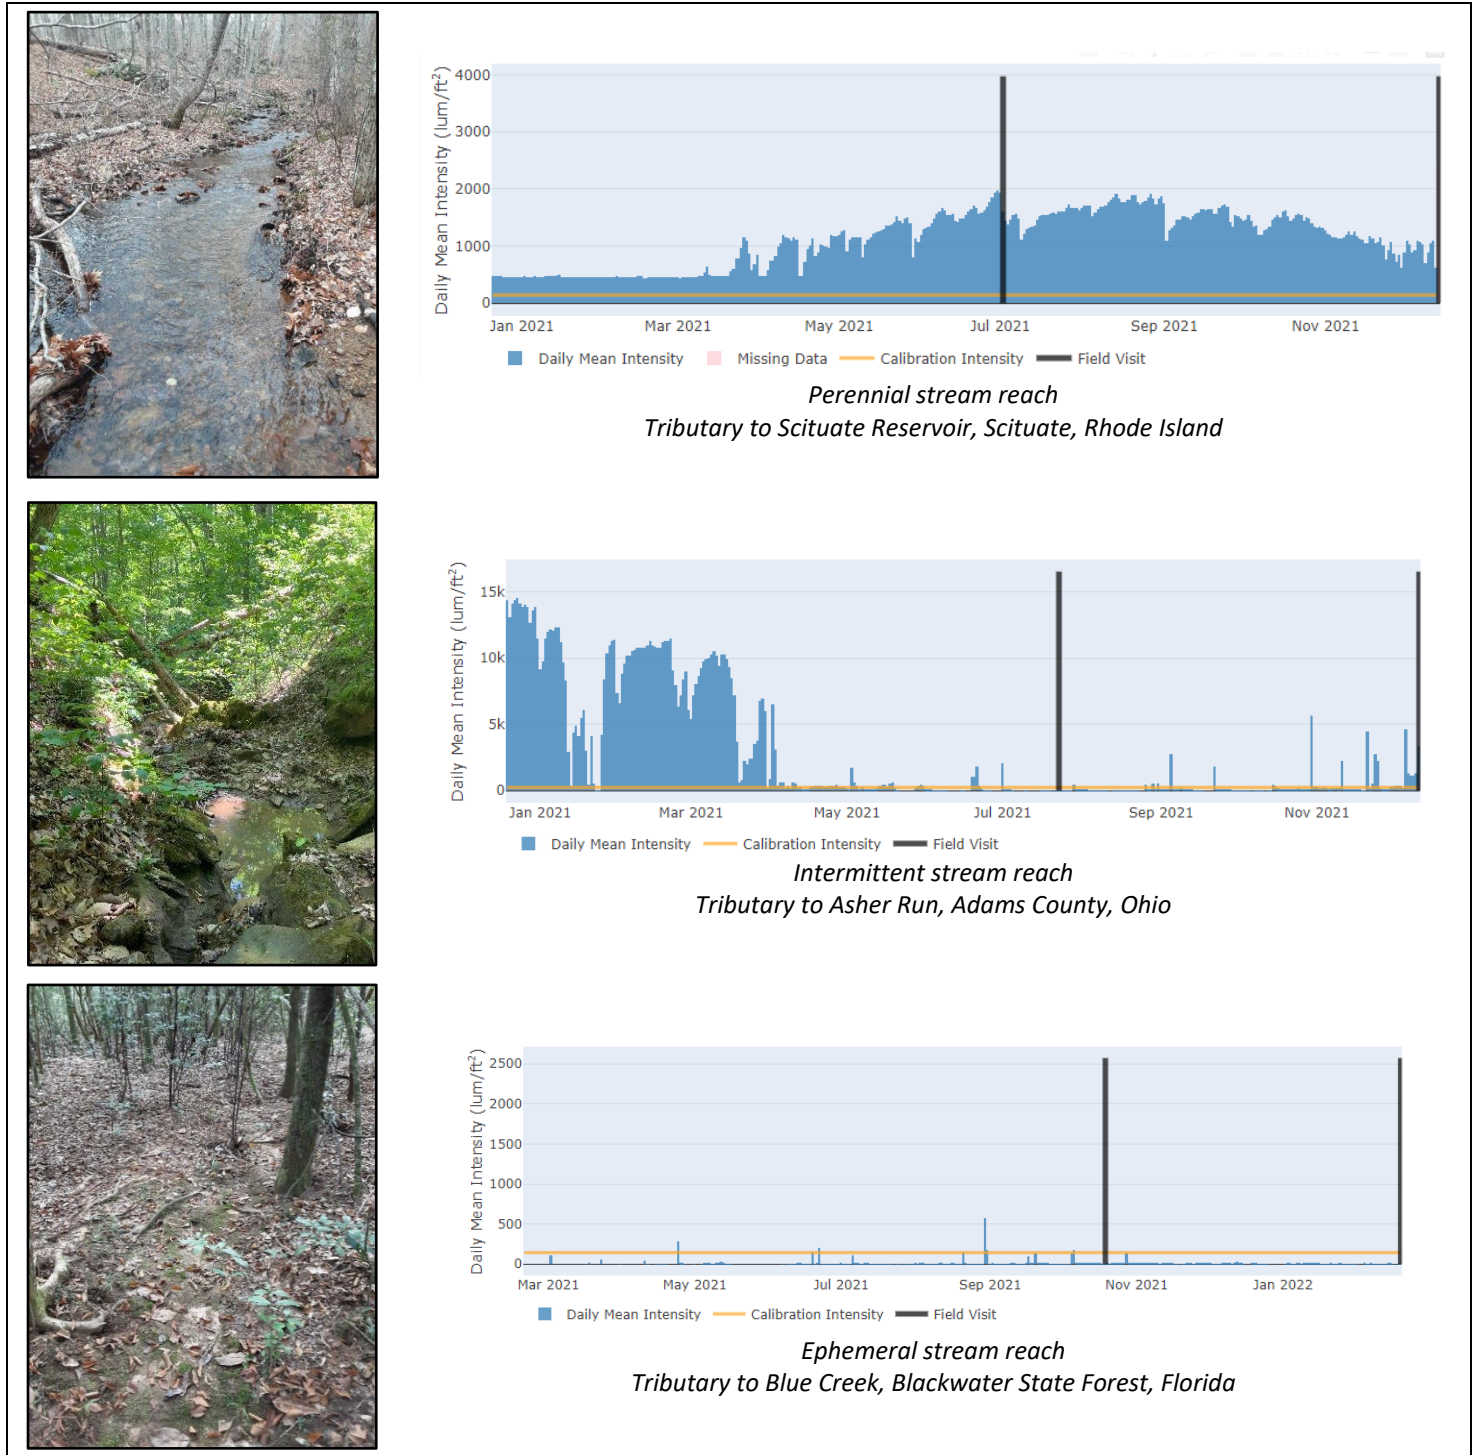 Daily Mean Intensity (lum/ft²)
4000
3000
2000
1000
0
Jan 2021 Mar 2021 May 2021 Jul 2021 Sep 2021 Nov 2021
Daily Mean Intensity Missing Data Calibration Intensity Field Visit
Perennial stream reach
Tributary to Scituate Reservoir, Scituate, Rhode Island
Daily Mean Intensity (lum/ft²)
15k
10k
5k
0
Jan 2021 Mar 2021 May 2021 Jul 2021 Sep 2021 Nov 2021
Daily Mean Intensity Calibration Intensity Field Visit
Intermittent stream reach
Tributary to Asher Run, Adams County, Ohio
Daily Mean Intensity (lum/ft²)
2500
2000
1500
1000
500
0
Mar 2021 May 2021 Jul 2021 Sep 2021 Nov 2021 Jan 2022
Daily Mean Intensity Calibration Intensity Field Visit
Ephemeral stream reach
Tributary to Blue Creek, Blackwater State Forest, Florida